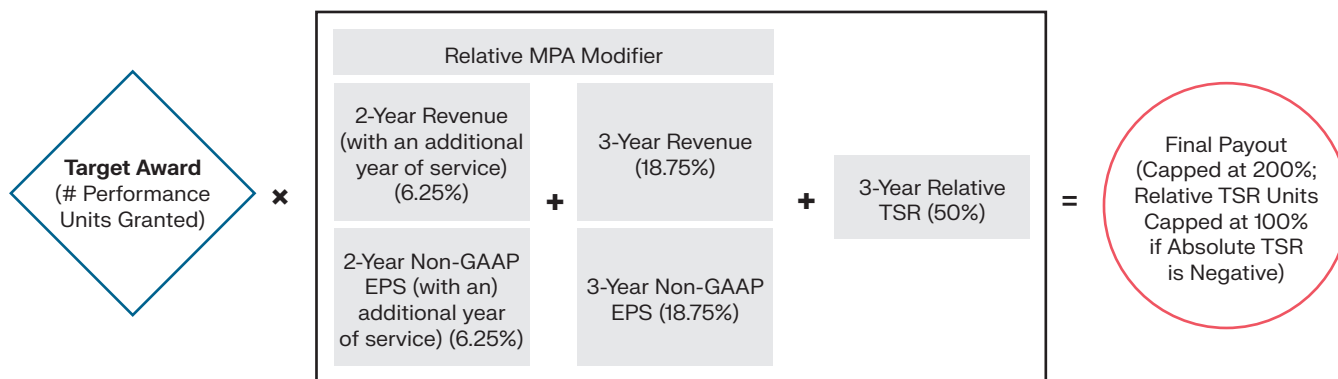 Relative MPA Modifier
Target Award
(# Performance
Units Granted)
×
2-Year Revenue
(with an additional
year of service)
(6.25%)
2-Year Non-GAAP
EPS (with an)
additional year
of service) (6.25%)
+
3-Year Revenue
(18.75%)
3-Year Non-GAAP
EPS (18.75%)
+
3-Year Relative
TSR (50%)
=
Final Payout
(Capped at 200%;
Relative TSR Units
Capped at 100%
if Absolute TSR
is Negative)